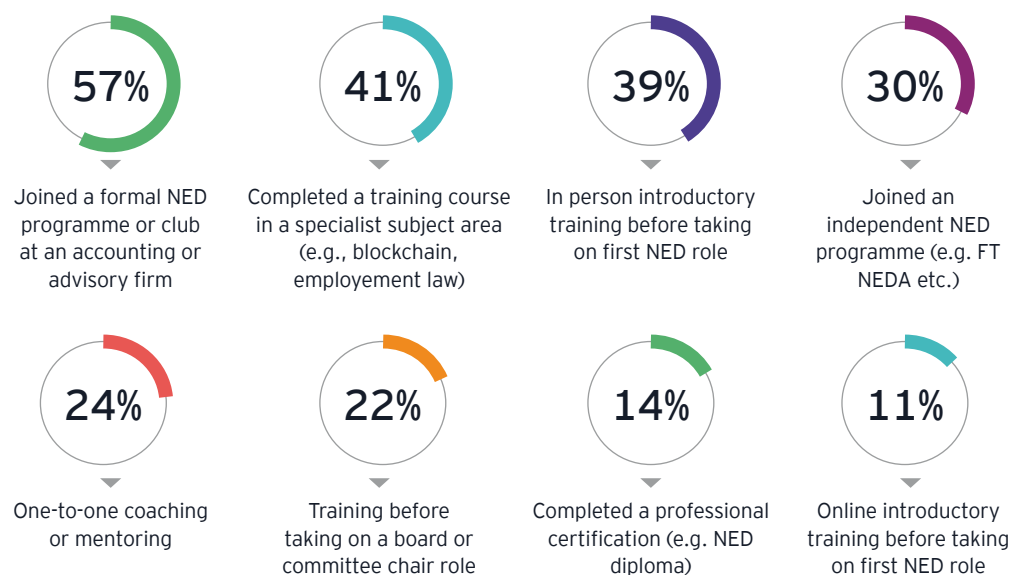 57%
Joined a formal NED
programme or club
at an accounting or
advisory firm
41%
Completed a training course
in a specialist subject area
(e.g., blockchain,
employement law)
39%
In person introductory
training before taking
on first NED role
30%
Joined an
independent NED
programme (e.g. FT
NEDA etc.)
24%
One-to-one coaching
or mentoring
22%
Training before
taking on a board or
committee chair role
14%
Completed a professional
certification (e.g. NED
diploma)
11%
Online introductory
training before taking
on first NED role